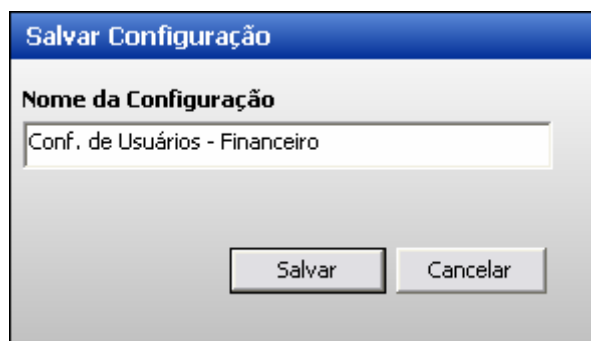 Salvar Configuração
Nome da Configuração
Conf. de Usuários - Financeiro
Salvar Cancelar